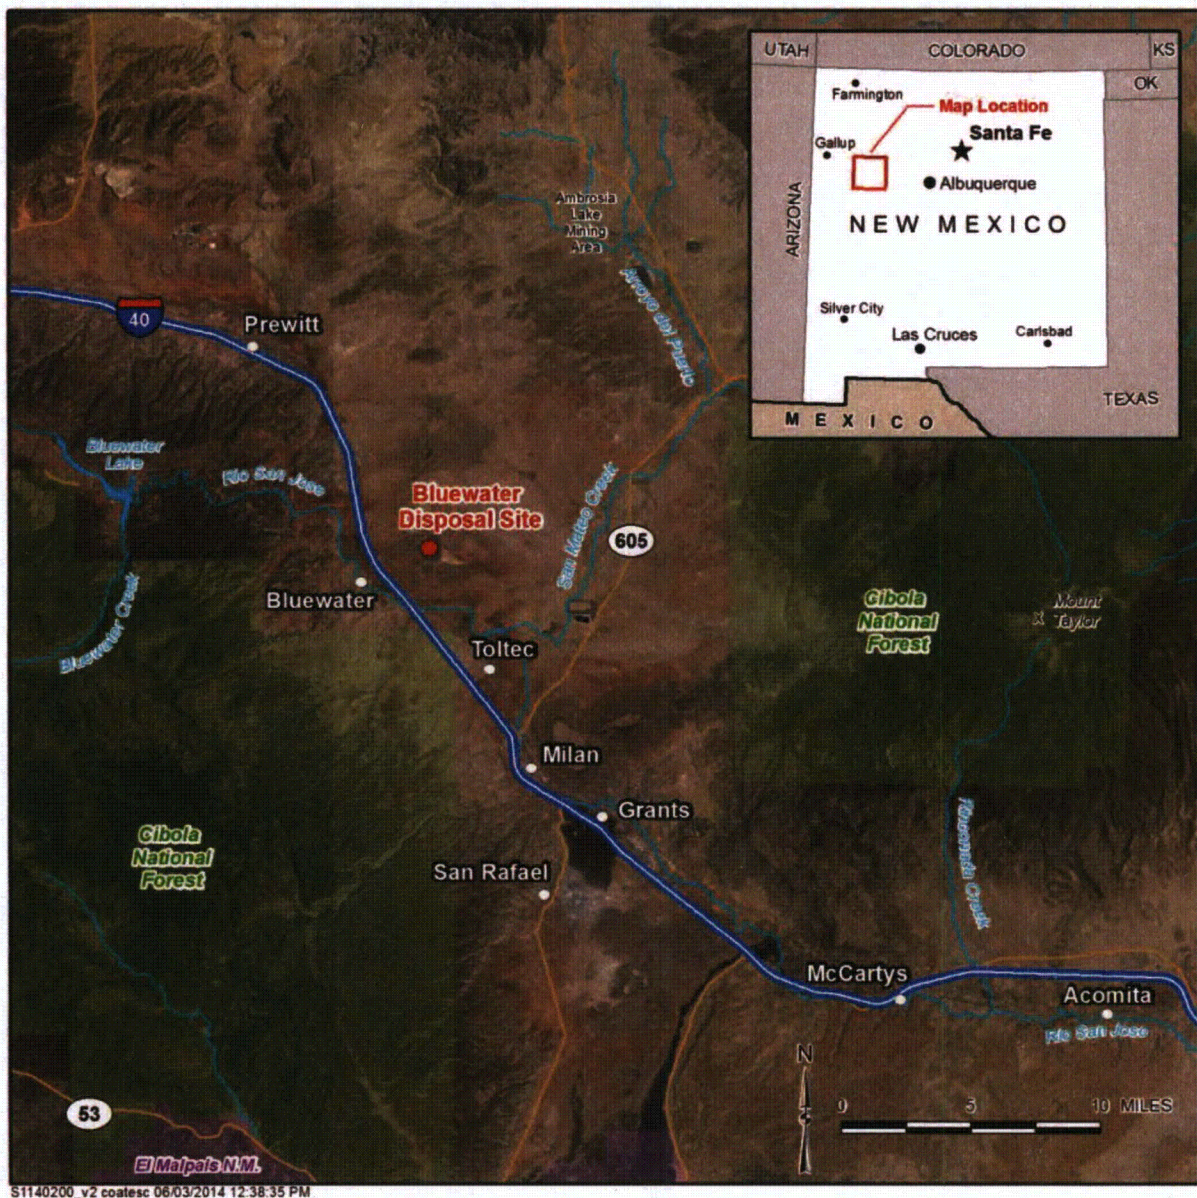 UTAH
COLORADO
KS
OK
Farmington
Map Location
Santa Fe
Gallup
Albuquerque
ARIZONA
NEW MEXICO
Silver City
Las Cruces
Carlsbad
TEXAS
MEXICO
Ambrosia
Lake
Mining
Area
Arroyo del Puerto
40
Prewitt
Bluewater
Lake
Rio San Jose
Bluewater
Disposal Site
San Mateo Creek
605
Bluewater
Bluewater Creek
Cibola
National
Forest
Mount
Taylor
x
Toltec
Milan
Grants
Cibola
National
Forest
San Rafael
Rinconada Creek
McCartys
Acomita
Rio San Jose
N
0 5 10 MILES
53
El Malpais N.M.
S1140200_v2 coatesc 06/03/2014 12:38:35 PM